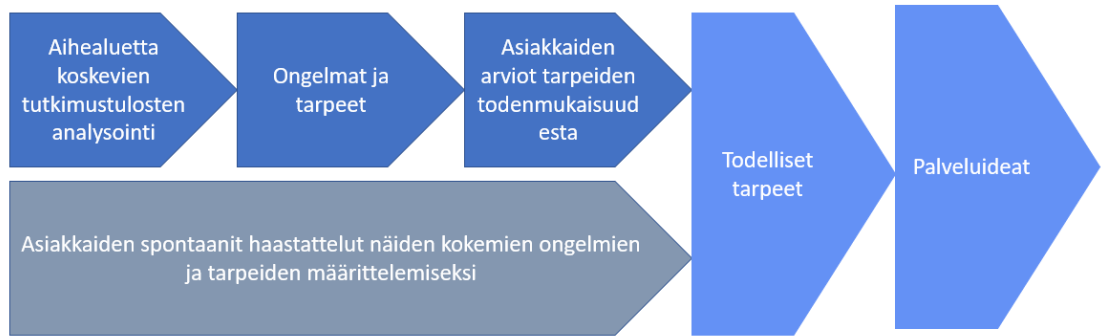 Aihealuetta
koskevien
tutkimustulosten
analysointi
Ongelmat ja
tarpeet
Asiakkaiden
arviot tarpeiden
todenmukaisuud
esta
Todelliset
tarpeet
Palveluideat
Asiakkaiden spontaanit haastattelut näiden kokemien ongelmien
ja tarpeiden määrittelemiseksi